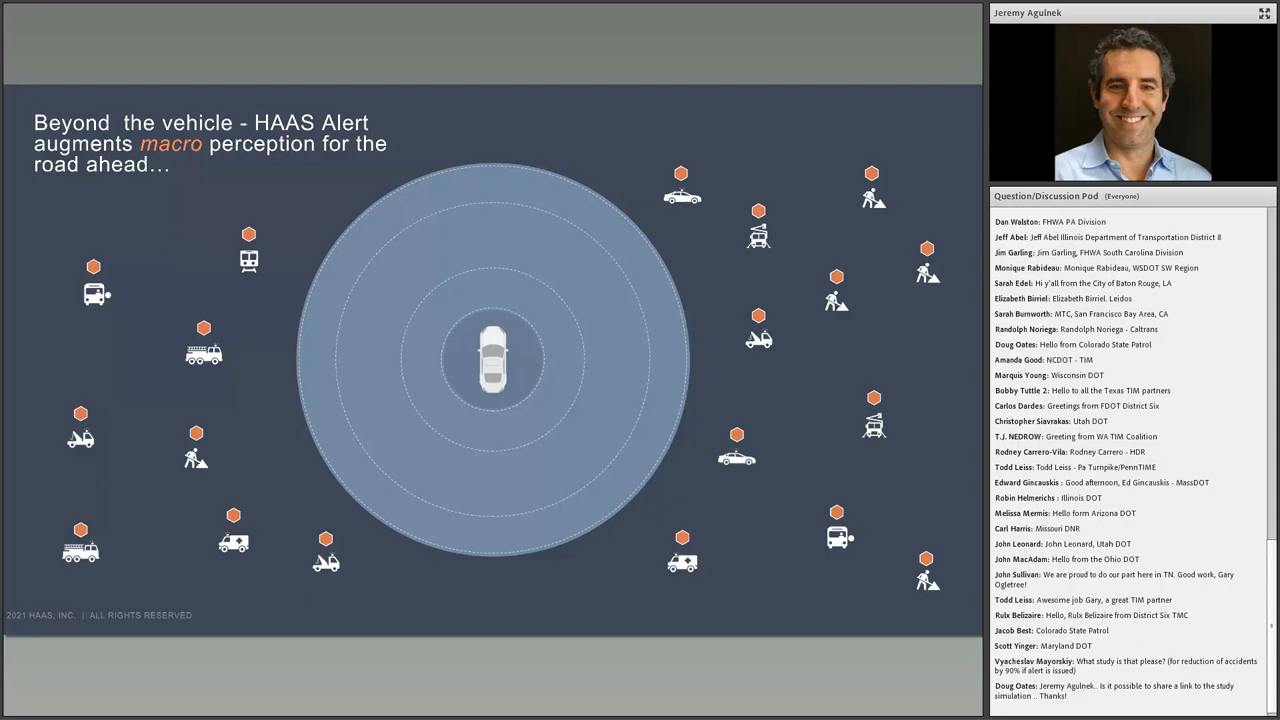 Beyond the vehicle - HAAS Alert
augments macro perception for the
road ahead...
2021 HAAS, INC. | ALL RIGHTS RESERVED
Jeremy Agulnek
Question/Discussion Pod (Everyone)
Dan Walston: FHWA PA Division
Jeff Abel: Jeff Abel Illinois Department of Transportation District 8
Jim Garling: Jim Garling, FHWA South Carolina Division
Monique Rabideau: Monique Rabideau, WSDOT SW Region
Sarah Edel: Hi y'all from the City of Baton Rouge, LA
Elizabeth Birriel: Elizabeth Birriel. Leidos
Sarah Burnworth: MTC, San Francisco Bay Area, CA
Randolph Noriega: Randolph Noriega - Caltrans
Doug Oates: Hello from Colorado State Patrol
Amanda Good: NCDOT - TIM
Marquis Young: Wisconsin DOT
Bobby Tuttle 2: Hello to all the Texas TIM partners
Carlos Dardes: Greetings from FDOT District Six
Christopher Siavrakas: Utah DOT
T.J. NEDROW: Greeting from WA TIM Coalition
Rodney Carrero-Vila: Rodney Carrero - HDR
Todd Leiss: Todd Leiss - Pa Turnpike/PennTIME
Edward Gincauskis : Good afternoon, Ed Gincauskis - MassDOT
Robin Helmerichs : Illinois DOT
Melissa Mermis: Hello form Arizona DOT
Carl Harris: Missouri DNR
John Leonard: John Leonard, Utah DOT
John MacAdam: Hello from the Ohio DOT
John Sullivan: We are proud to do our part here in TN. Good work, Gary
Ogletree!
Todd Leiss: Awesome job Gary, a great TIM partner
Rulx Belizaire: Hello, Rulx Belizaire from District Six TMC
Jacob Best: Colorado State Patrol
Scott Yinger: Maryland DOT
Vyacheslav Mayorskiy: What study is that please? (for reduction of accidents
by 90% if alert is issued)
Doug Oates: Jeremy Agulnek.. Is it possible to share a link to the study
simulation .. Thanks!